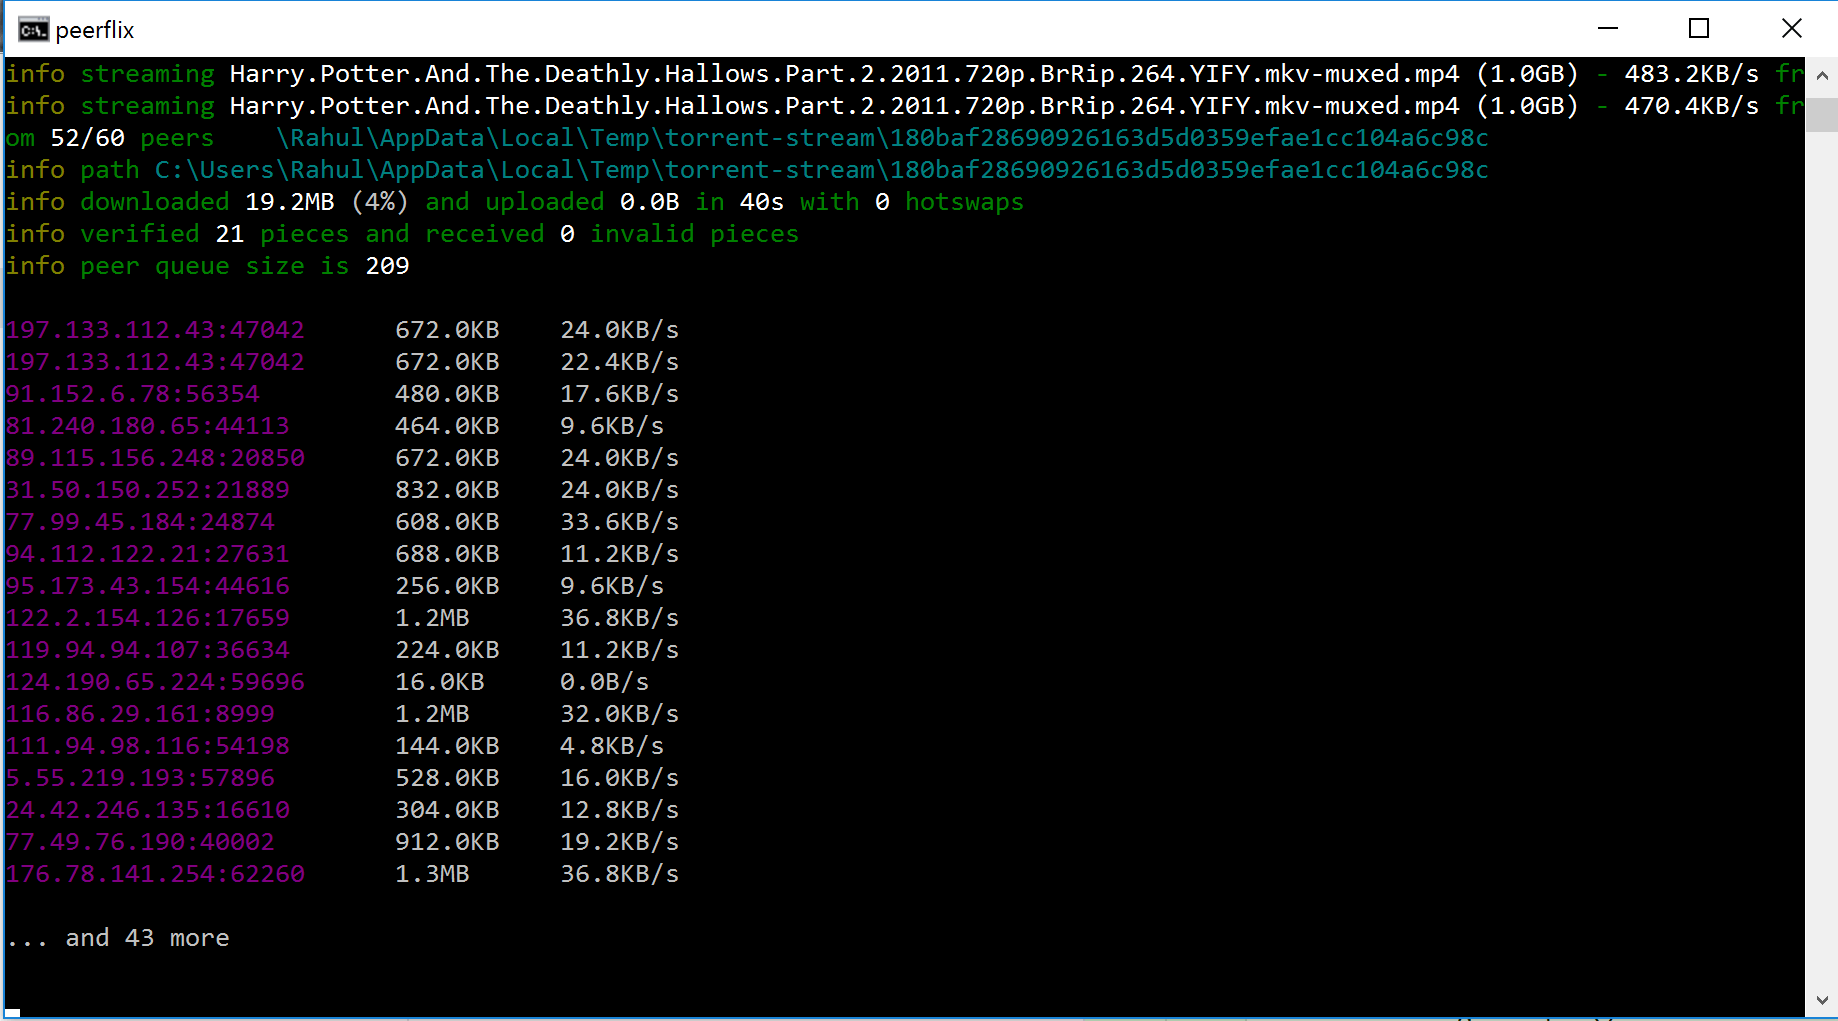 peerflix
info streaming Harry.Potter.And.The.Deathly.Hallows.Part.2.2011.720p.BrRip.264.YIFY.mkv-muxed.mp4 (1.0GB) - 483.2KB/s fr
info streaming Harry.Potter.And.The.Deathly.Hallows.Part.2.2011.720p.BrRip.264.YIFY.mkv-muxed.mp4 (1.0GB) - 470.4KB/s fr
om 52/60 peers    \Rahul\AppData\Local\Temp\torrent-stream\180baf28690926163d5d0359efae1cc104a6c98c
info path C:\Users\Rahul\AppData\Local\Temp\torrent-stream\180baf28690926163d5d0359efae1cc104a6c98c
info downloaded 19.2MB (4%) and uploaded 0.0B in 40s with 0 hotswaps
info verified 21 pieces and received 0 invalid pieces
info peer queue size is 209
197.133.112.43:47042 672.0KB 24.0KB/s
197.133.112.43:47042 672.0KB 22.4KB/s
91.152.6.78:56354 480.0KB 17.6KB/s
81.240.180.65:44113 464.0KB 9.6KB/s
89.115.156.248:20850 672.0KB 24.0KB/s
31.50.150.252:21889 832.0KB 24.0KB/s
77.99.45.184:24874 608.0KB 33.6KB/s
94.112.122.21:27631 688.0KB 11.2KB/s
95.173.43.154:44616 256.0KB 9.6KB/s
122.2.154.126:17659 1.2MB 36.8KB/s
119.94.94.107:36634 224.0KB 11.2KB/s
124.190.65.224:59696 16.0KB 0.0B/s
116.86.29.161:8999 1.2MB 32.0KB/s
111.94.98.116:54198 144.0KB 4.8KB/s
5.55.219.193:57896 528.0KB 16.0KB/s
24.42.246.135:16610 304.0KB 12.8KB/s
77.49.76.190:40002 912.0KB 19.2KB/s
176.78.141.254:62260 1.3MB 36.8KB/s
... and 43 more